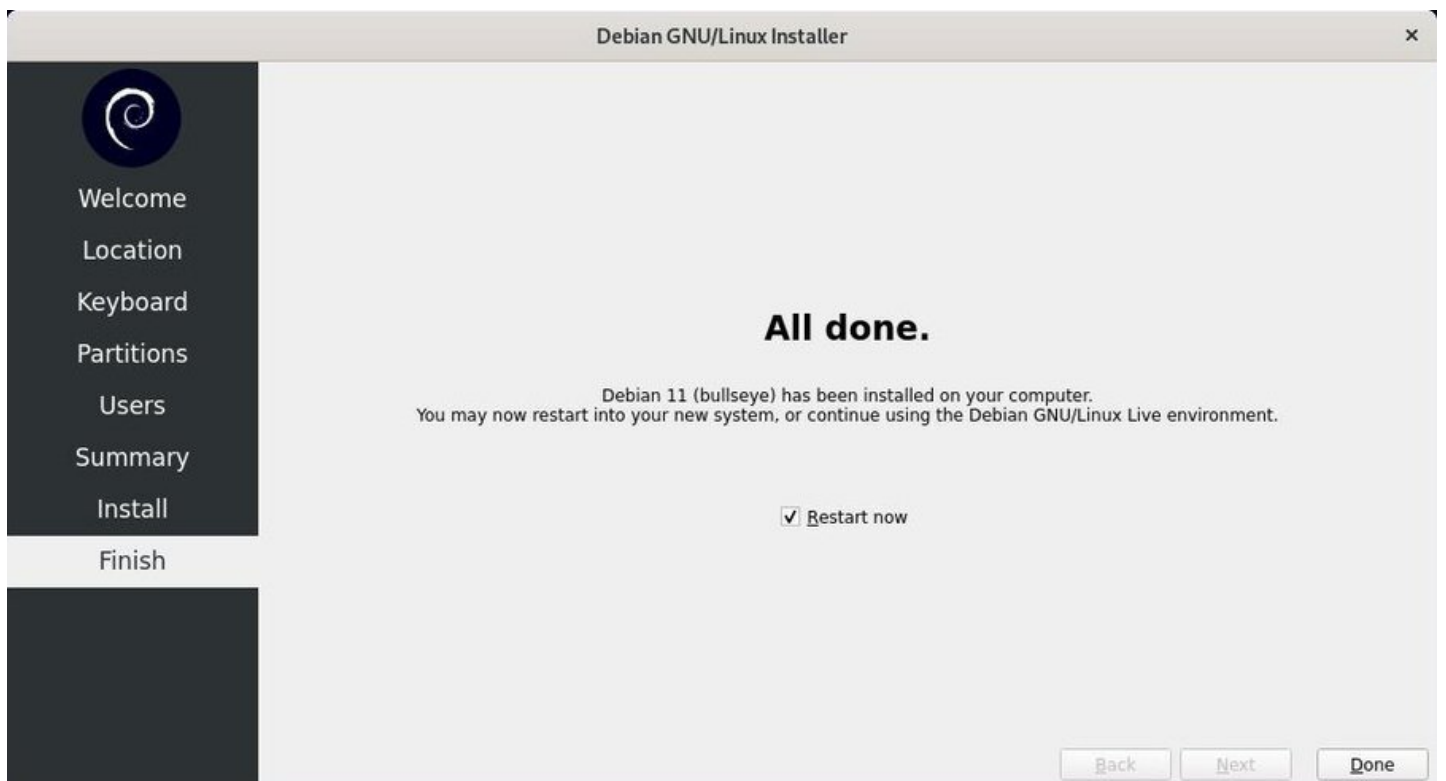 Debian GNU/Linux Installer
Welcome
Location
Keyboard
Partitions
Users
Summary
Install
Finish
All done.
Debian 11 (bullseye) has been installed on your computer.
You may now restart into your new system, or continue using the Debian GNU/Linux Live environment.
Restart now
Back
Next
Done